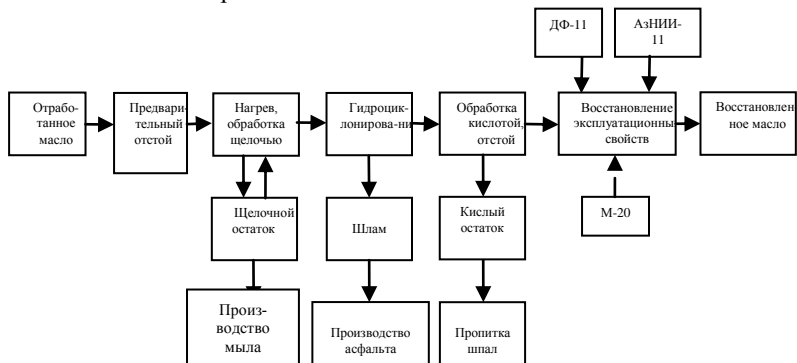 ДФ-11
АзНИИ-
11
Отрабо-
танное
масло
Предвари-
тельный
отстой
Нагрев,
обработка
щелочью
Гидроцик-
лонирова-ни
Обработка
кислотой,
отстой
Восстановление
эксплуатационны
свойств
Восстановлен
ное масло
Щелочной
остаток
Шлам
Кислый
остаток
М-20
Произ-
водство
мыла
Производство
асфальта
Пропитка
шпал